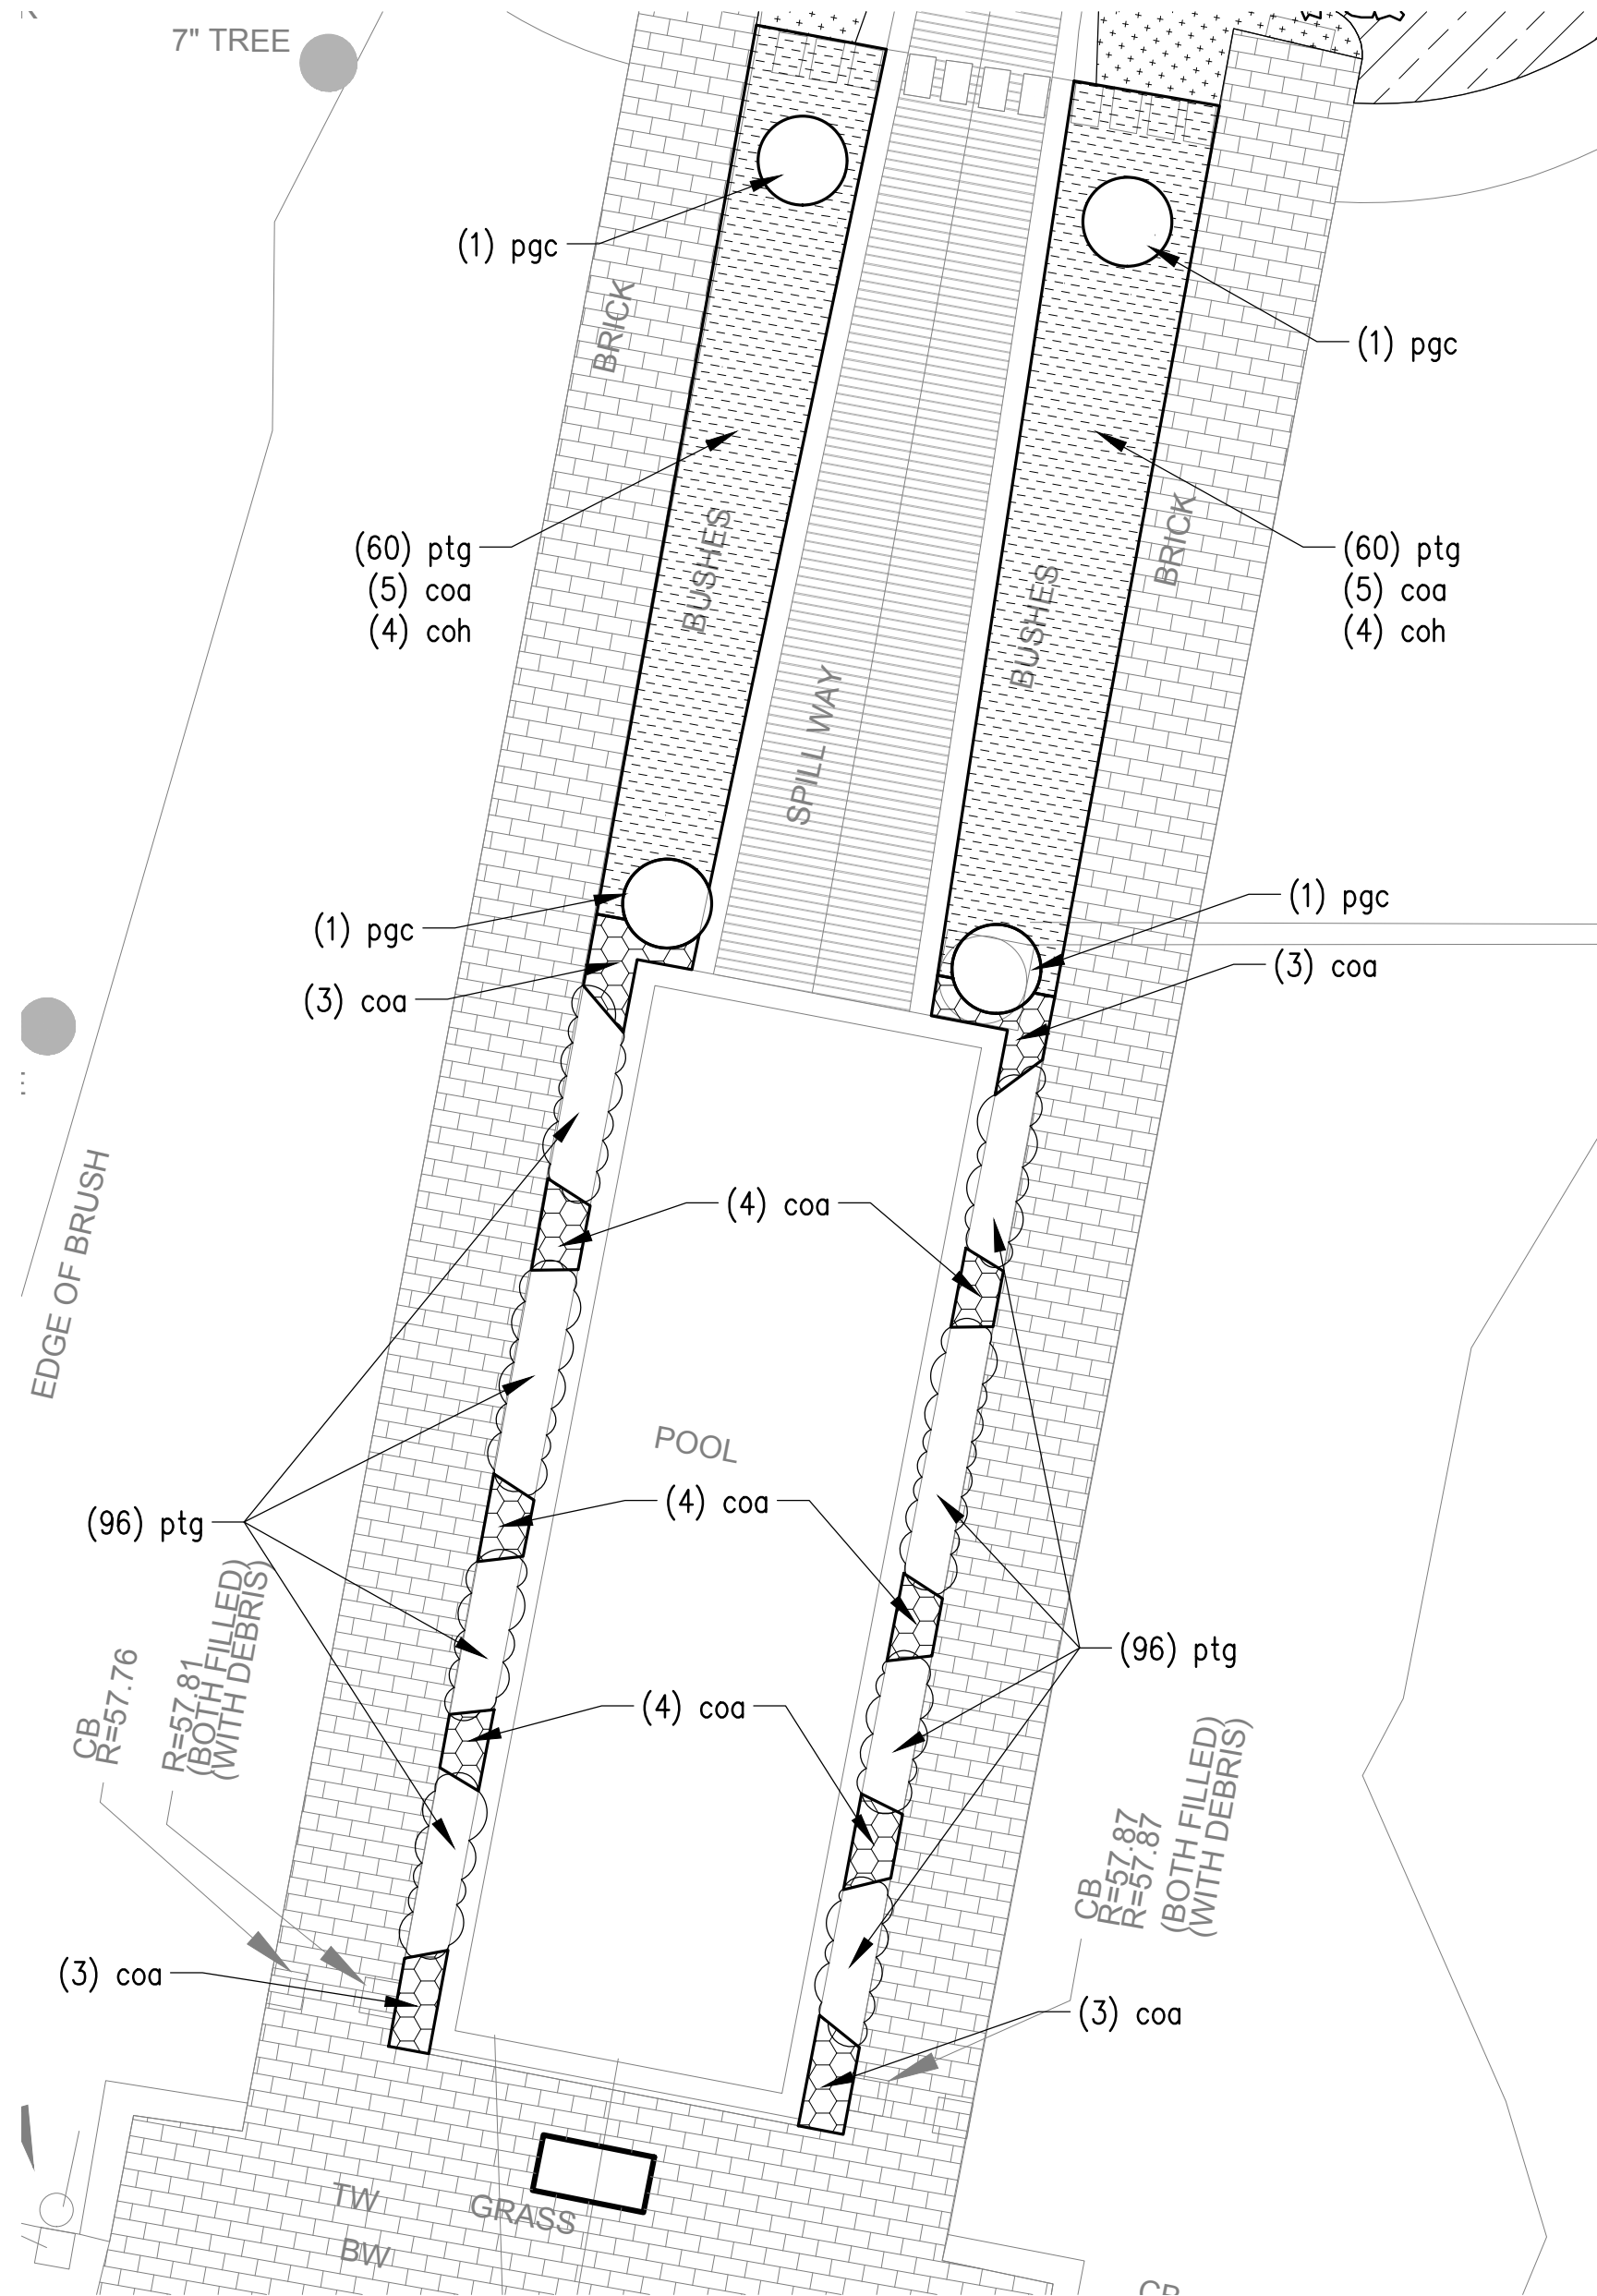 7" TREE
(1) pgc
BRICK
(1) pgc
(60) ptg
(5) coa
(4) coh
BUSHES
BRICK
(60) ptg
(5) coa
(4) coh
BUSHES
SPILL WAY
(1) pgc
(3) coa
(1) pgc
(3) coa
EDGE OF BRUSH
(4) coa
POOL
(4) coa
(96) ptg
(96) ptg
(4) coa
CB
R=57.76
R=57.81
(BOTH FILLED)
(WITH DEBRIS)
CB
R=57.87
R=57.87
(BOTH FILLED)
(WITH DEBRIS)
(3) coa
(3) coa
TW
BW
GRASS